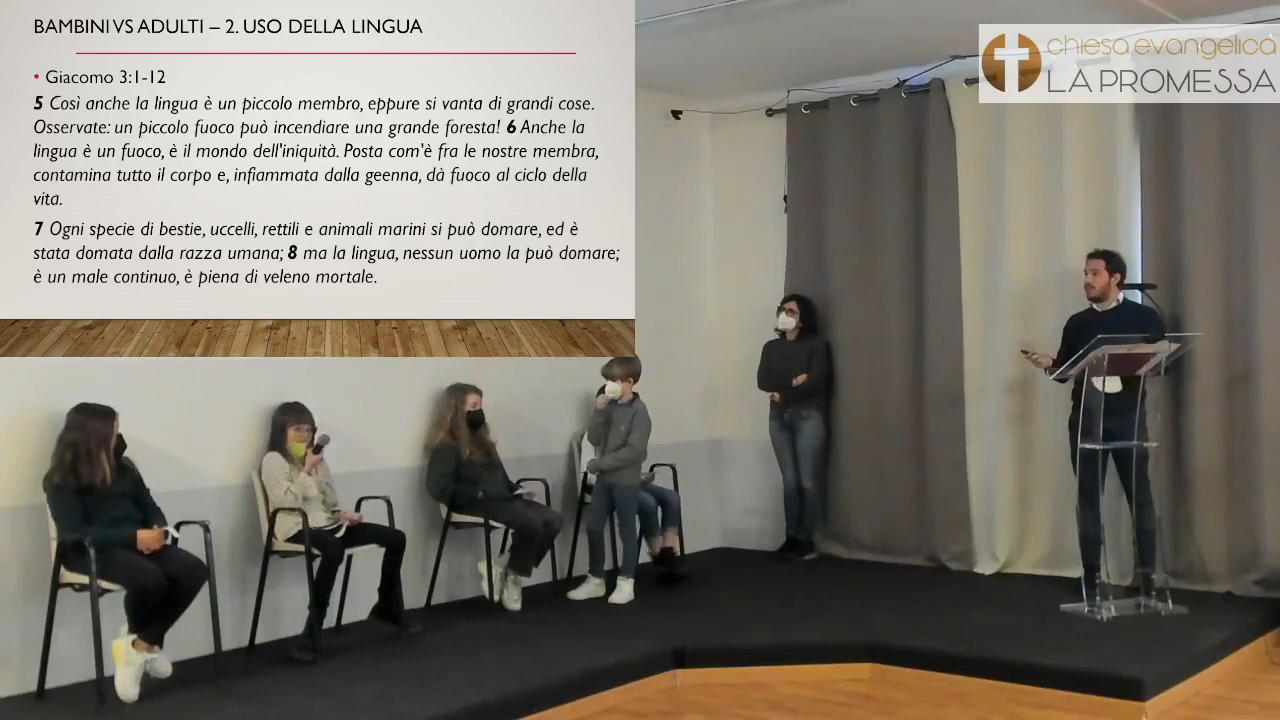 BAMBINI VS ADULTI – 2. USO DELLA LINGUA
• Giacomo 3:1-12
5 Così anche la lingua è un piccolo membro, eppure si vanta di grandi cose.
Osservate: un piccolo fuoco può incendiare una grande foresta! 6 Anche la
lingua è un fuoco, è il mondo dell'iniquità. Posta com'è fra le nostre membra,
contamina tutto il corpo e, infiammata dalla geenna, dà fuoco al ciclo della
vita.
7 Ogni specie di bestie, uccelli, rettili e animali marini si può domare, ed è
stata domata dalla razza umana; 8 ma la lingua, nessun uomo la può domare;
è un male continuo, è piena di veleno mortale.
chiesa evangelica
LA PROMESSA